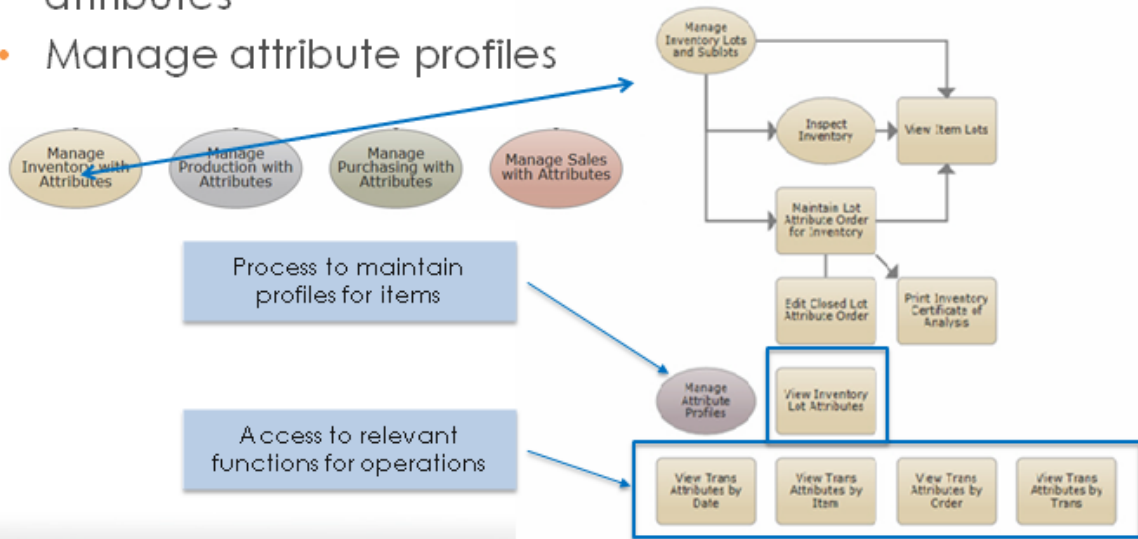 attributes
• Manage attribute profiles
Manage
Inventory with
Attributes
Manage
Production with
Attributes
Manage
Purchasing with
Attributes
Manage Sales
with Attributes
Process to maintain
profiles for items
Access to relevant
functions for operations
Manage
Inventory Lots
and Sublots
Inspect
Inventory
View Item Lots
Maintain Lot
Attribute Order
for Inventory
Edit Closed Lot
Attribute Order
Print Inventory
Certificate of
Analysis
Manage
Attribute
Profiles
View Inventory
Lot Attributes
View Trans
Attributes by
Date
View Trans
Attributes by
Item
View Trans
Attributes by
Order
View Trans
Attributes by
Trans